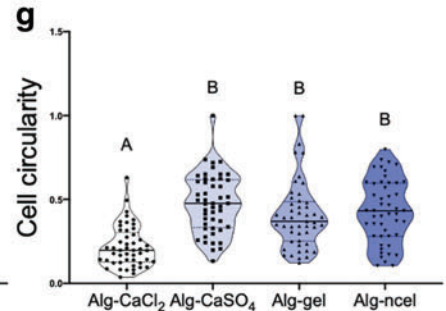 g
Cell circularity
1.5
1.0
0.5
0.0
A
B
B
B
Alg-CaCl₂ Alg-CaSO₄ Alg-gel Alg-ncel